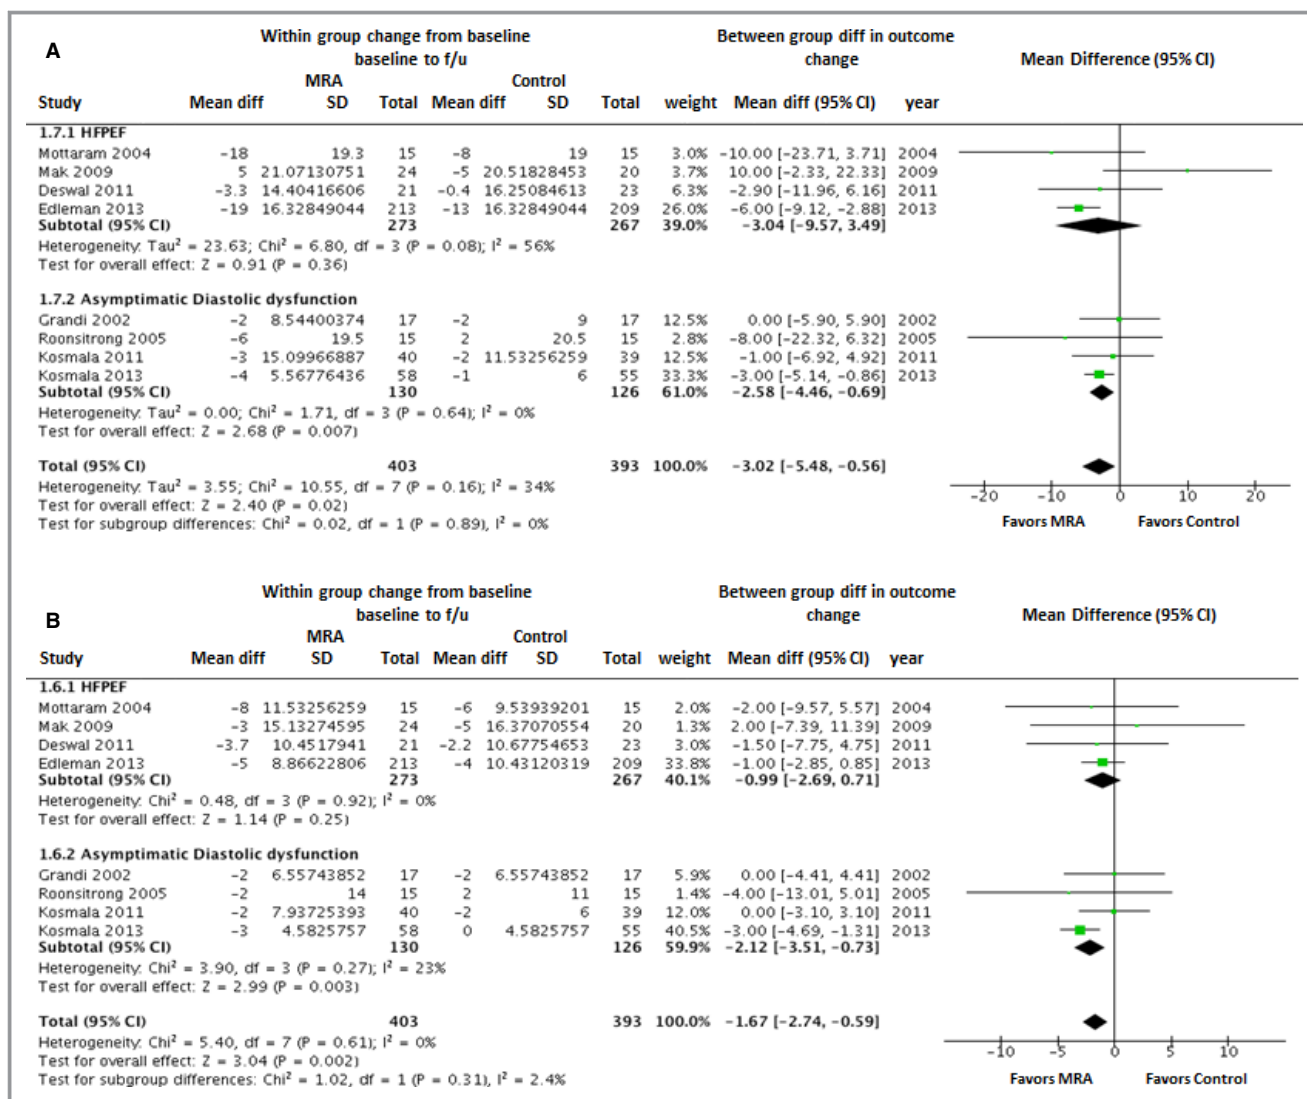 A
Within group change from baseline
baseline to f/u
Between group diff in outcome
change
Mean Difference (95% CI)
MRA Control
Study Mean diff SD Total Mean diff SD Total weight Mean diff (95% CI) year
1.7.1 HFPEF
Mottaram 2004 -18 19.3 15 -8 19 15 3.0% -10.00 [-23.71, 3.71] 2004
Mak 2009 5 21.07130751 24 -5 20.51828453 20 3.7% 10.00 [-2.33, 22.33] 2009
Deswal 2011 -3.3 14.40416606 21 -0.4 16.25084613 23 6.3% -2.90 [-11.96, 6.16] 2011
Edleman 2013 -19 16.32849044 213 -13 16.32849044 209 26.0% -6.00 [-9.12, -2.88] 2013
Subtotal (95% CI) 273 267 39.0% -3.04 [-9.57, 3.49]
Heterogeneity: Tau² = 23.63; Chi² = 6.80, df = 3 (P = 0.08); I² = 56%
Test for overall effect: Z = 0.91 (P = 0.36)
1.7.2 Asymptimatic Diastolic dysfunction
Grandi 2002 -2 8.54400374 17 -2 9 17 12.5% 0.00 [-5.90, 5.90] 2002
Roonsitrong 2005 -6 19.5 15 2 20.5 15 2.8% -8.00 [-22.32, 6.32] 2005
Kosmala 2011 -3 15.09966887 40 -2 11.53256259 39 12.5% -1.00 [-6.92, 4.92] 2011
Kosmala 2013 -4 5.56776436 58 -1 6 55 33.3% -3.00 [-5.14, -0.86] 2013
Subtotal (95% CI) 130 126 61.0% -2.58 [-4.46, -0.69]
Heterogeneity: Tau² = 0.00; Chi² = 1.71, df = 3 (P = 0.64); I² = 0%
Test for overall effect: Z = 2.68 (P = 0.007)
Total (95% CI) 403 393 100.0% -3.02 [-5.48, -0.56]
Heterogeneity: Tau² = 3.55; Chi² = 10.55, df = 7 (P = 0.16); I² = 34%
Test for overall effect: Z = 2.40 (P = 0.02)
Test for subgroup differences: Chi² = 0.02, df = 1 (P = 0.89), I² = 0%
-20 -10 0 10 20
Favors MRA Favors Control
B
Within group change from baseline
baseline to f/u
Between group diff in outcome
change
Mean Difference (95% CI)
MRA Control
Study Mean diff SD Total Mean diff SD Total weight Mean diff (95% CI) year
1.6.1 HFPEF
Mottaram 2004 -8 11.53256259 15 -6 9.53939201 15 2.0% -2.00 [-9.57, 5.57] 2004
Mak 2009 -3 15.13274595 24 -5 16.37070554 20 1.3% 2.00 [-7.39, 11.39] 2009
Deswal 2011 -3.7 10.4517941 21 -2.2 10.67754653 23 3.0% -1.50 [-7.75, 4.75] 2011
Edleman 2013 -5 8.86622806 213 -4 10.43120319 209 33.8% -1.00 [-2.85, 0.85] 2013
Subtotal (95% CI) 273 267 40.1% -0.99 [-2.69, 0.71]
Heterogeneity: Chi² = 0.48, df = 3 (P = 0.92); I² = 0%
Test for overall effect: Z = 1.14 (P = 0.25)
1.6.2 Asymptimatic Diastolic dysfunction
Grandi 2002 -2 6.55743852 17 -2 6.55743852 17 5.9% 0.00 [-4.41, 4.41] 2002
Roonsitrong 2005 -2 14 15 2 11 15 1.4% -4.00 [-13.01, 5.01] 2005
Kosmala 2011 -2 7.93725393 40 -2 6 39 12.0% 0.00 [-3.10, 3.10] 2011
Kosmala 2013 -3 4.5825757 58 0 4.5825757 55 40.5% -3.00 [-4.69, -1.31] 2013
Subtotal (95% CI) 130 126 59.9% -2.12 [-3.51, -0.73]
Heterogeneity: Chi² = 3.90, df = 3 (P = 0.27); I² = 23%
Test for overall effect: Z = 2.99 (P = 0.003)
Total (95% CI) 403 393 100.0% -1.67 [-2.74, -0.59]
Heterogeneity: Chi² = 5.40, df = 7 (P = 0.61); I² = 0%
Test for overall effect: Z = 3.04 (P = 0.002)
Test for subgroup differences: Chi² = 1.02, df = 1 (P = 0.31), I² = 2.4%
-10 -5 0 5 10
Favors MRA Favors Control